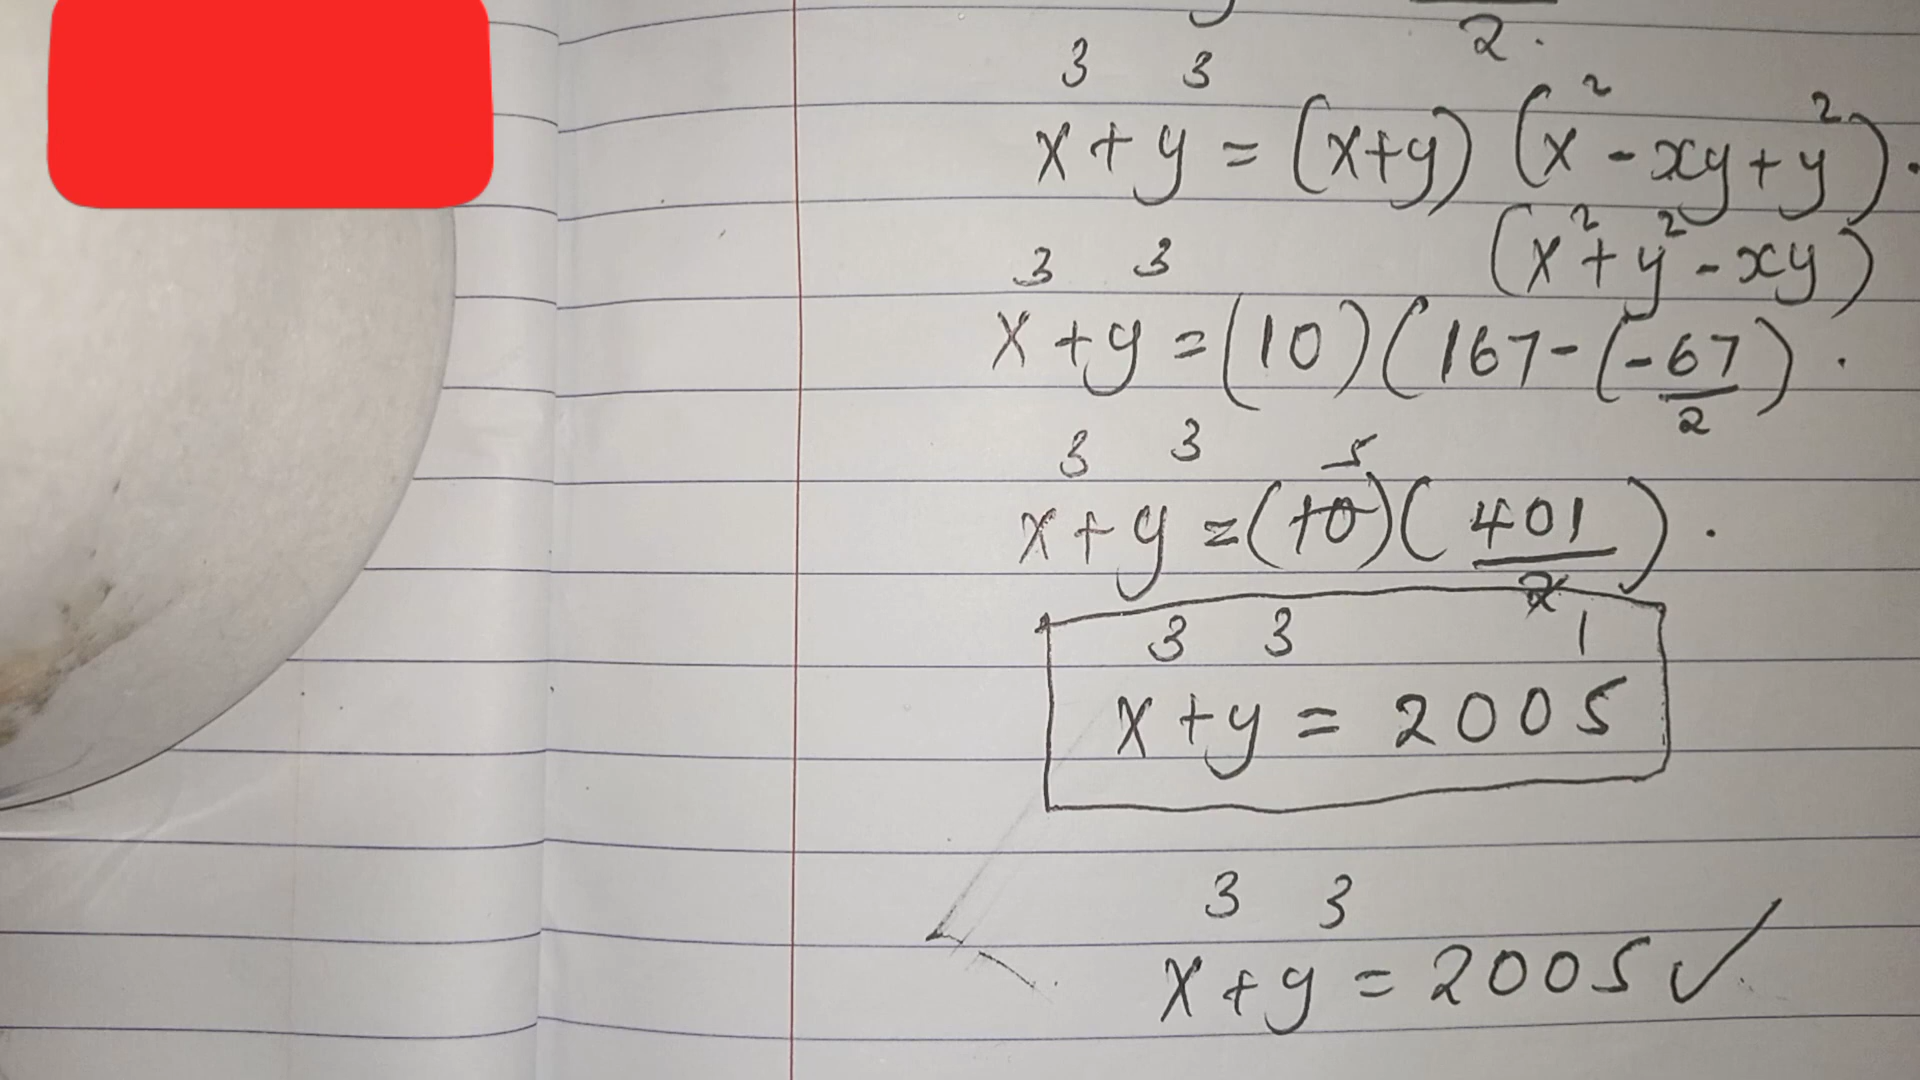 2.
x³ + y³ = (x+y) (x² - xy + y²).
(x² + y² - xy)
x³ + y³ = (10) (167 - (-67/2).
x³ + y³ = (10) 5 (401/2).
1
x³ + y³ = 2005
x³ + y³ = 2005 ✓